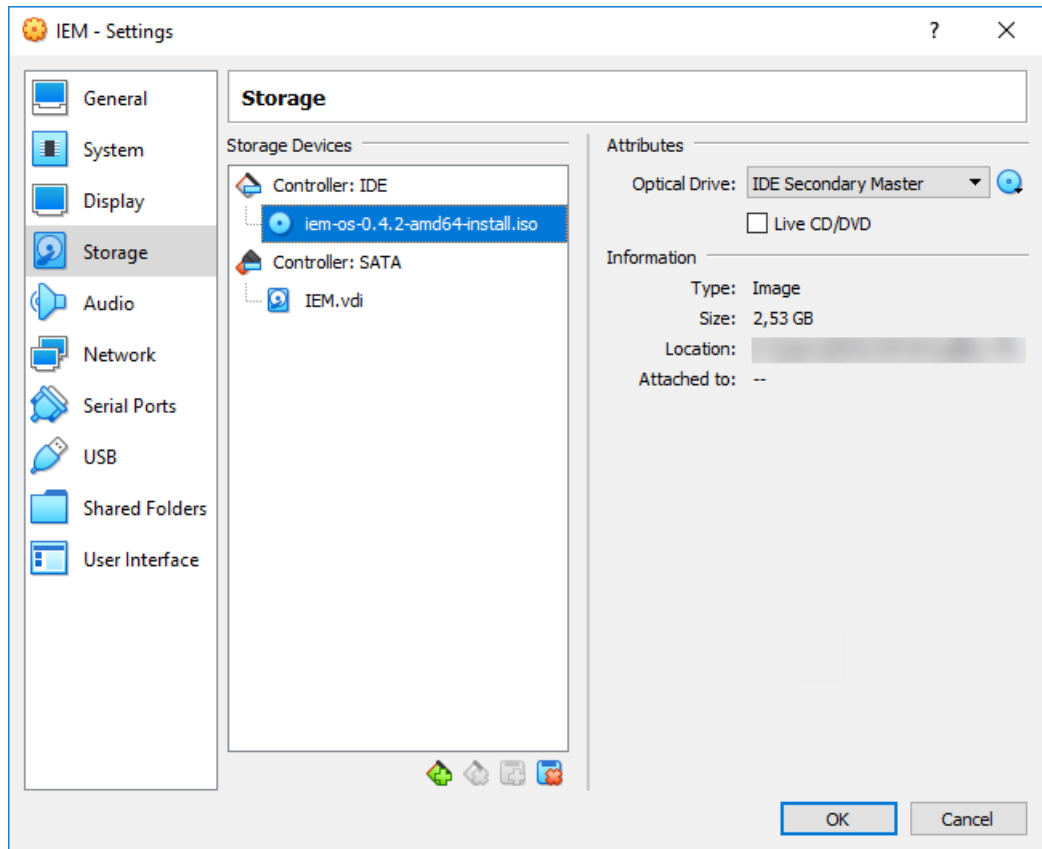 IEM - Settings
?
General
System
Display
Storage
Audio
Network
Serial Ports
USB
Shared Folders
User Interface
Storage
Storage Devices
Controller: IDE
iem-os-0.4.2-amd64-install.iso
Controller: SATA
IEM.vdi
Attributes
Optical Drive: IDE Secondary Master
Live CD/DVD
Information
Type: Image
Size: 2,53 GB
Location:
Attached to: --
OK
Cancel